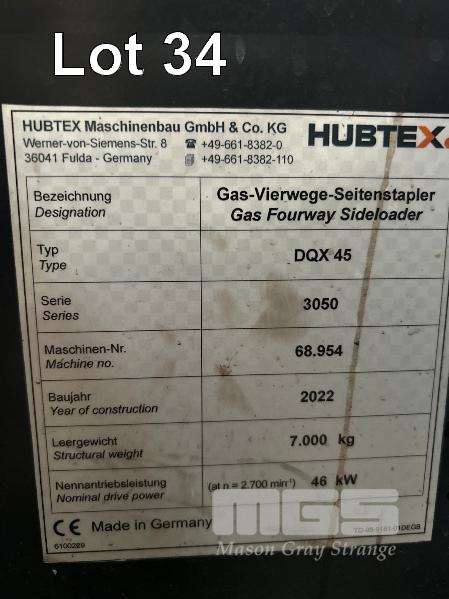 Lot 34
HUBTEX Maschinenbau GmbH & Co. KG
HUBTEX
Werner-von-Siemens-Str. 8 ☎ +49-661-8382-0
36041 Fulda - Germany +49-661-8382-110
Bezeichnung Gas-Vierwege-Seitenstapler
Designation Gas Fourway Sideloader
Typ DQX 45
Type
Serie 3050
Series
Maschinen-Nr. 68.954
Machine no.
Baujahr 2022
Year of construction
Leergewicht 7.000 kg
Structural weight
Nennantriebsleistung (at n = 2.700 min⁻¹) 46 kW
Nominal drive power
CE Made in Germany
6100229
MGS
Mason Gray Strange